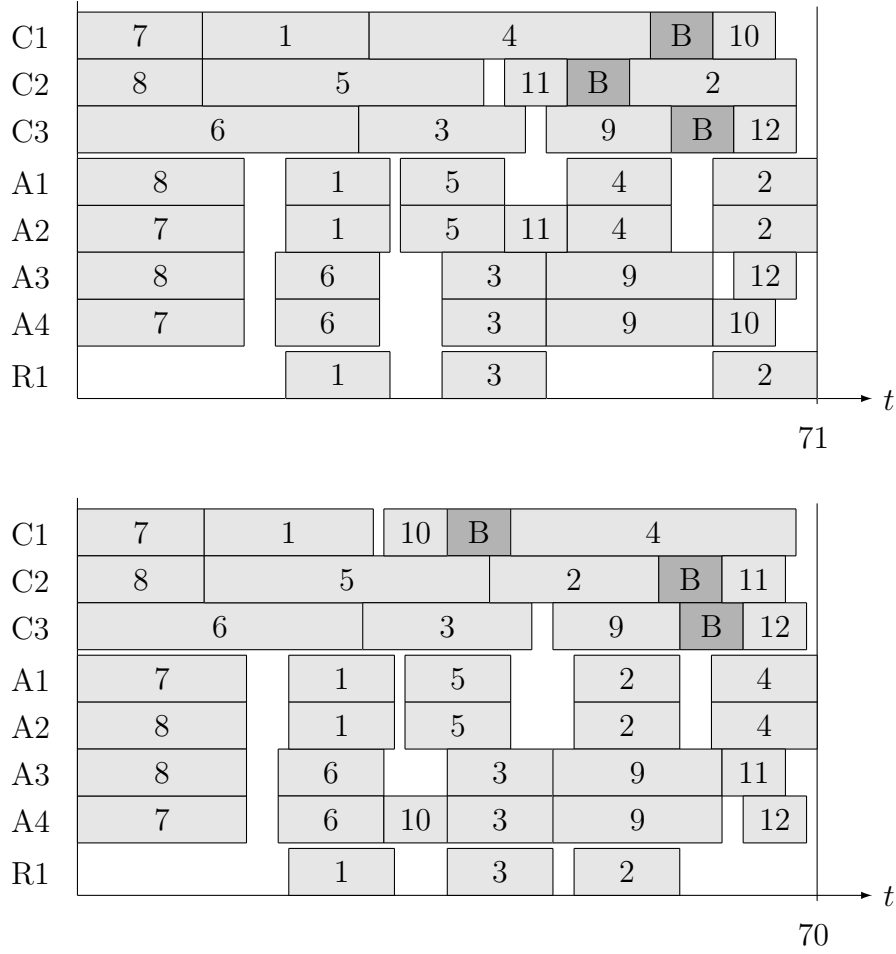 C1 7 1 4 B 10
C2 8 5 11 B 2
C3 6 3 9 B 12
A1 8 1 5 4 2
A2 7 1 5 11 4 2
A3 8 6 3 9 12
A4 7 6 3 9 10
R1 1 3 2
t
71
C1 7 1 10 B 4
C2 8 5 2 B 11
C3 6 3 9 B 12
A1 7 1 5 2 4
A2 8 1 5 2 4
A3 8 6 3 9 11
A4 7 6 10 3 9 12
R1 1 3 2
t
70